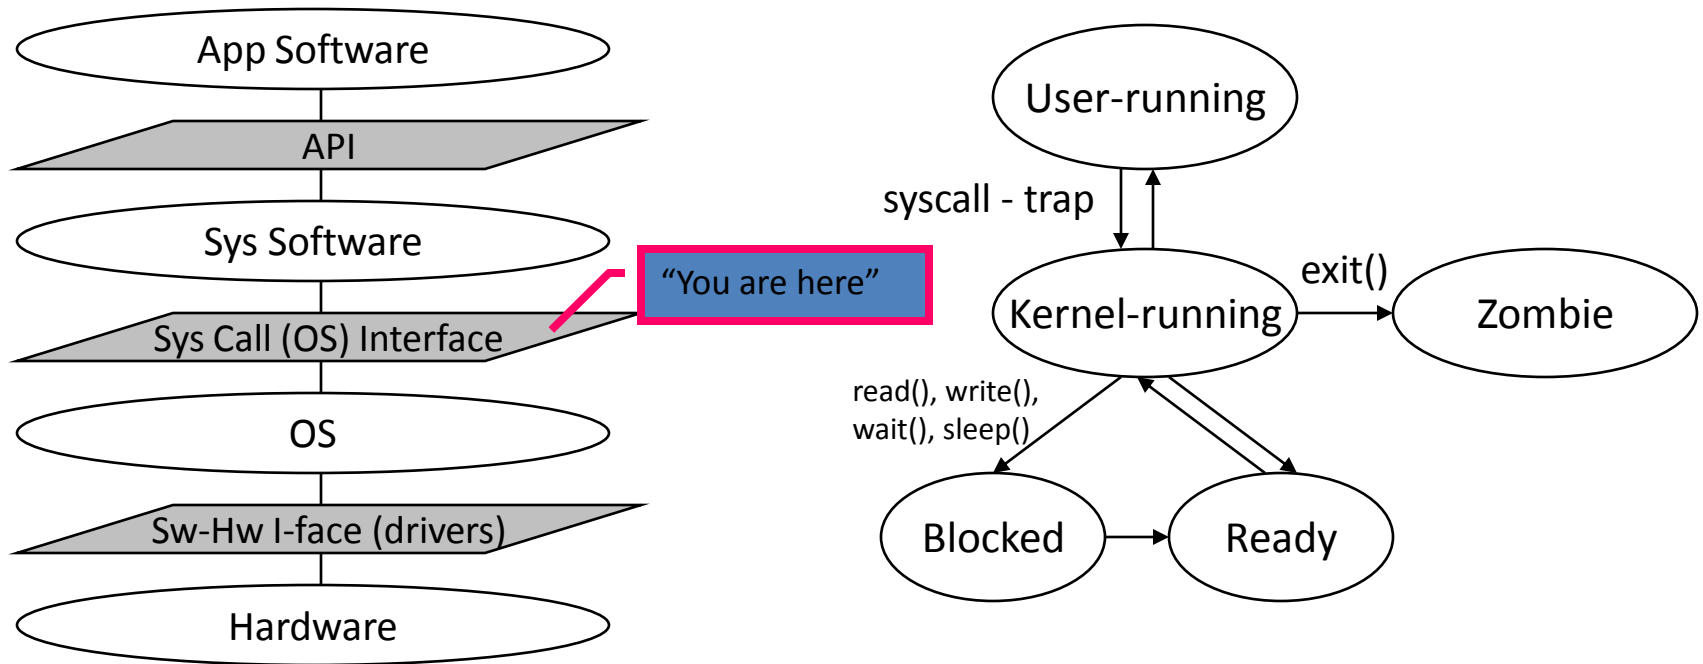 App Software
API
Sys Software
“You are here”
Sys Call (OS) Interface
OS
Sw-Hw I-face (drivers)
Hardware
User-running
syscall - trap
Kernel-running
exit()
Zombie
read(), write(),
wait(), sleep()
Blocked
Ready